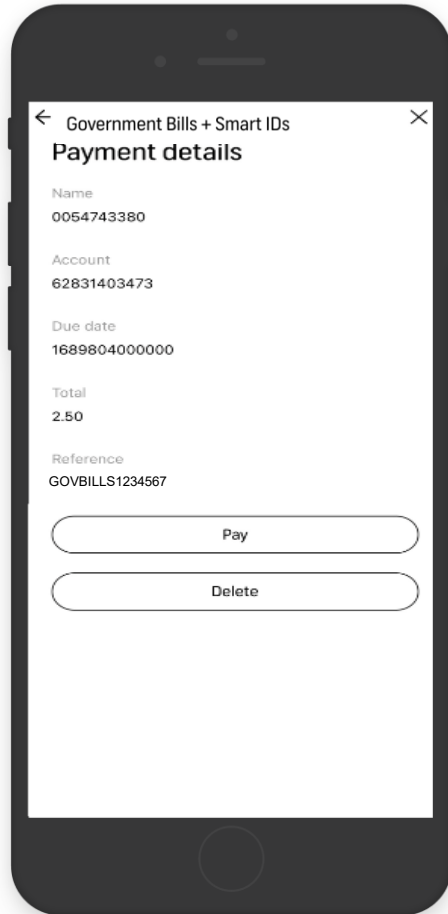 Government Bills + Smart IDs
Payment details
Name
0054743380
Account
62831403473
Due date
1689804000000
Total
2.50
Reference
GOVBILLS1234567
Pay
Delete